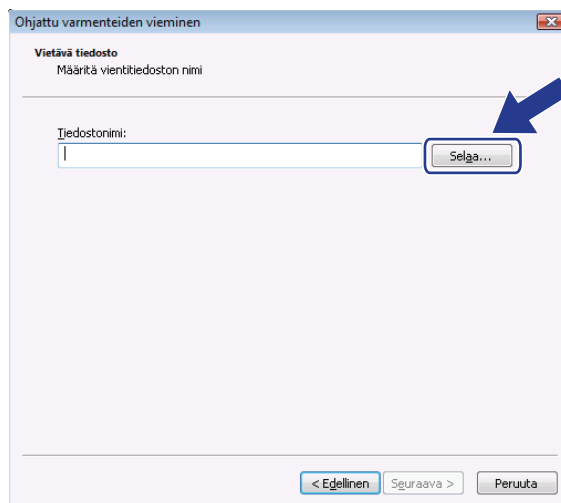 Ohjattu varmenteiden vieminen
Vietävä tiedosto
Määritä vientitiedoston nimi
Tiedostonimi:
Selaa...
< Edellinen Seuraava > Peruuta